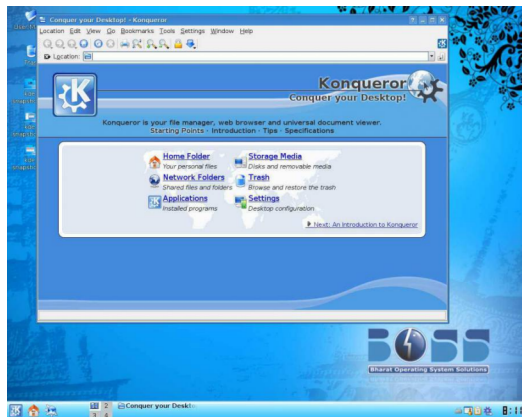 Conquer your Desktop! - Konqueror
Location Edit View Go Bookmarks Tools Settings Window Help
Location:
Konqueror
Conquer your Desktop!
Konqueror is your file manager, web browser and universal document viewer.
Starting Points - Introduction - Tips - Specifications
Home Folder
Your personal files
Storage Media
Disks and removable media
Network Folders
Shared files and folders
Trash
Browse and restore the trash
Applications
Installed programs
Settings
Desktop configuration
Next: An Introduction to Konqueror
BOSS
Bharat Operating System Solutions
2
Conquer your Deskt
3 4